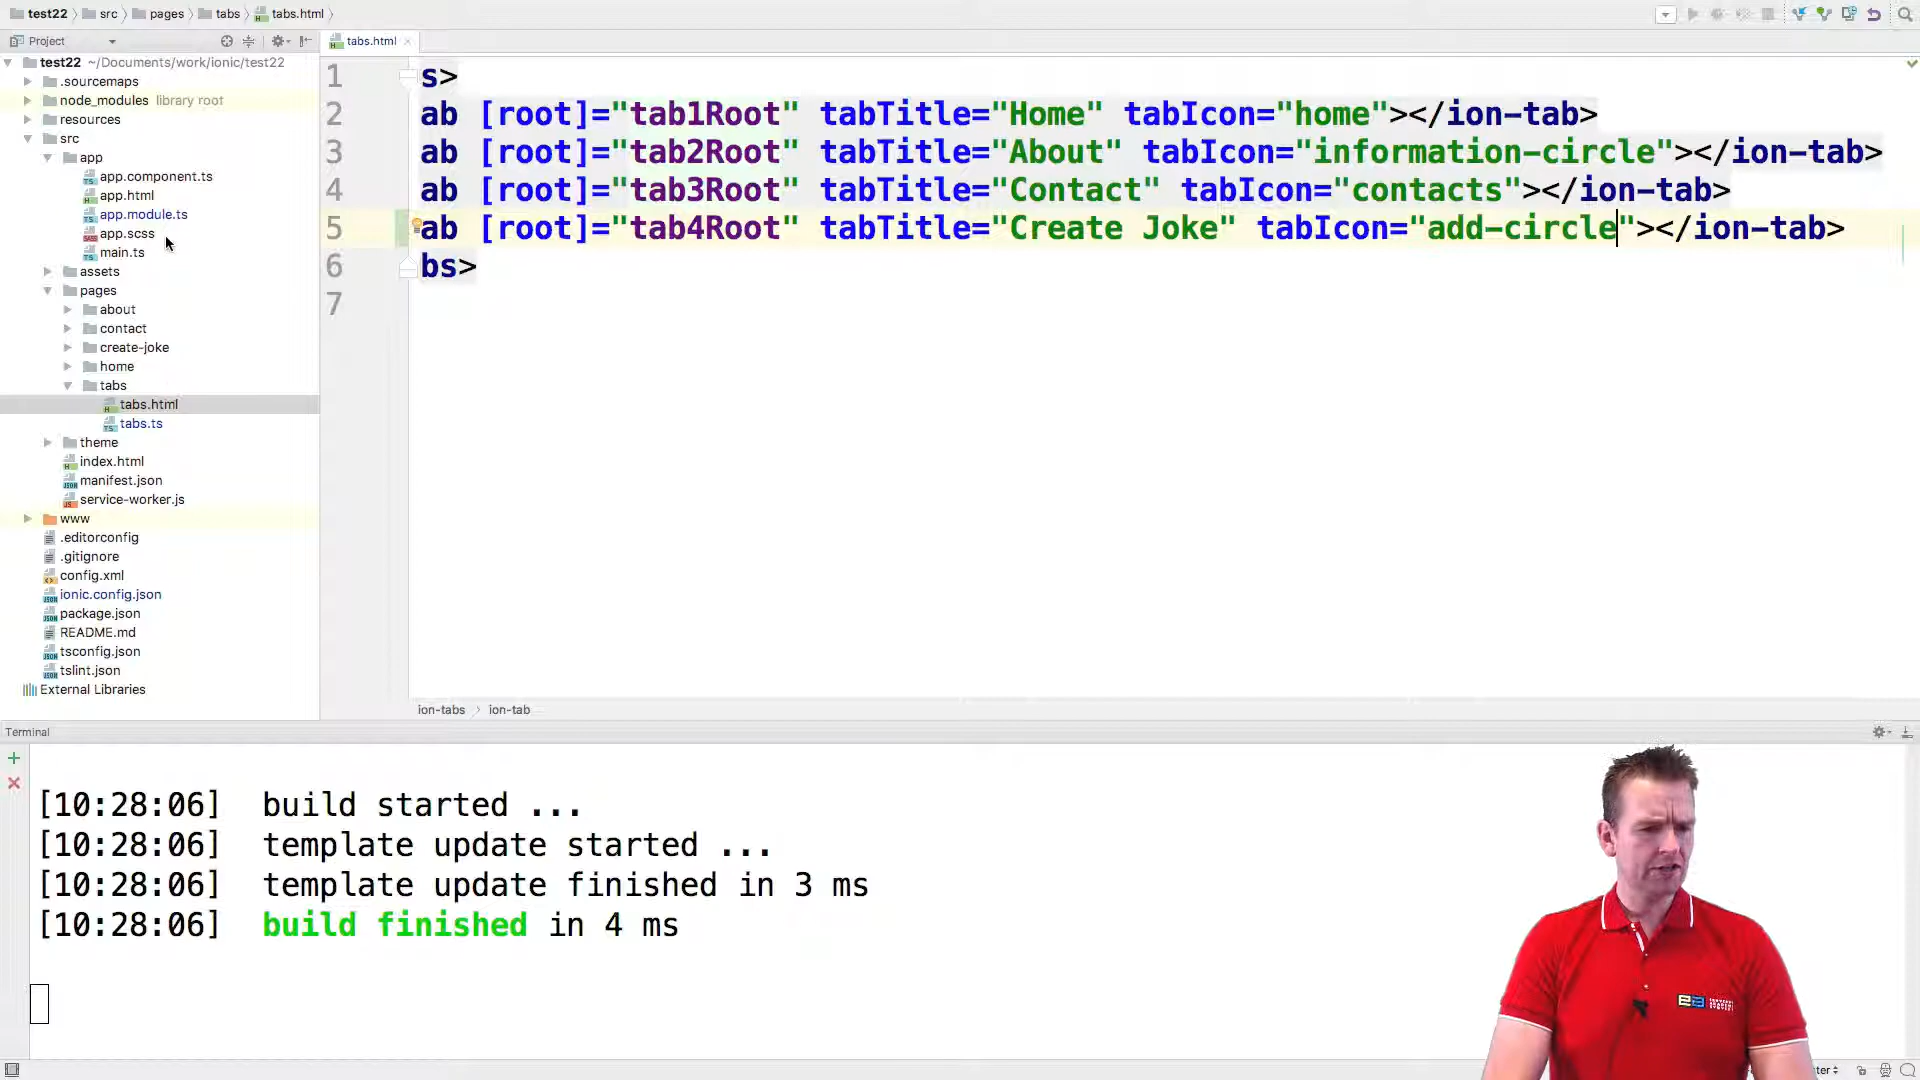 test22 src pages tabs tabs.html
Project
tabs.html
test22 ~/Documents/work/ionic/test22
.sourcemaps
node_modules library root
resources
src
app
app.component.ts
app.html
app.module.ts
app.scss
main.ts
assets
pages
about
contact
create-joke
home
tabs
tabs.html
tabs.ts
theme
index.html
manifest.json
service-worker.js
www
.editorconfig
.gitignore
config.xml
ionic.config.json
package.json
README.md
tsconfig.json
tslint.json
External Libraries
1 s>
2 ab [root]="tab1Root" tabTitle="Home" tabIcon="home"></ion-tab>
3 ab [root]="tab2Root" tabTitle="About" tabIcon="information-circle"></ion-tab>
4 ab [root]="tab3Root" tabTitle="Contact" tabIcon="contacts"></ion-tab>
5 ab [root]="tab4Root" tabTitle="Create Joke" tabIcon="add-circle"></ion-tab>
6 bs>
7
ion-tabs ion-tab
Terminal
[10:28:06] build started ...
[10:28:06] template update started ...
[10:28:06] template update finished in 3 ms
[10:28:06] build finished in 4 ms